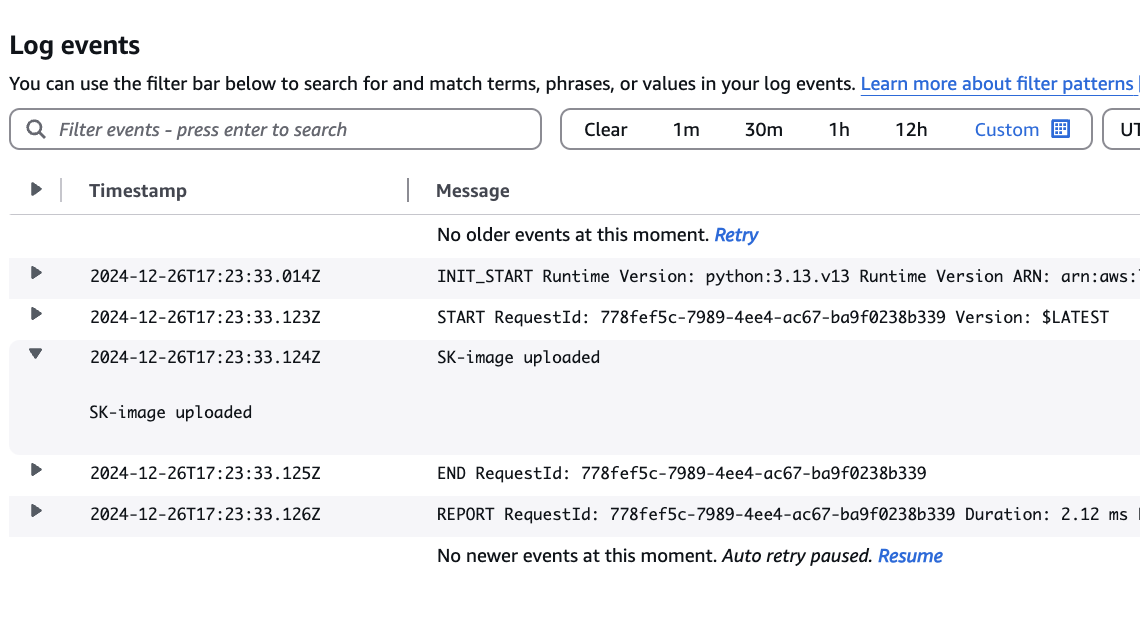 Log events
You can use the filter bar below to search for and match terms, phrases, or values in your log events. Learn more about filter patterns
Filter events - press enter to search
Clear 1m 30m 1h 12h Custom
Timestamp Message
No older events at this moment. Retry
2024-12-26T17:23:33.014Z INIT_START Runtime Version: python:3.13.v13 Runtime Version ARN: arn:aws:
2024-12-26T17:23:33.123Z START RequestId: 778fef5c-7989-4ee4-ac67-ba9f0238b339 Version: $LATEST
2024-12-26T17:23:33.124Z SK-image uploaded
SK-image uploaded
2024-12-26T17:23:33.125Z END RequestId: 778fef5c-7989-4ee4-ac67-ba9f0238b339
2024-12-26T17:23:33.126Z REPORT RequestId: 778fef5c-7989-4ee4-ac67-ba9f0238b339 Duration: 2.12 ms
No newer events at this moment. Auto retry paused. Resume